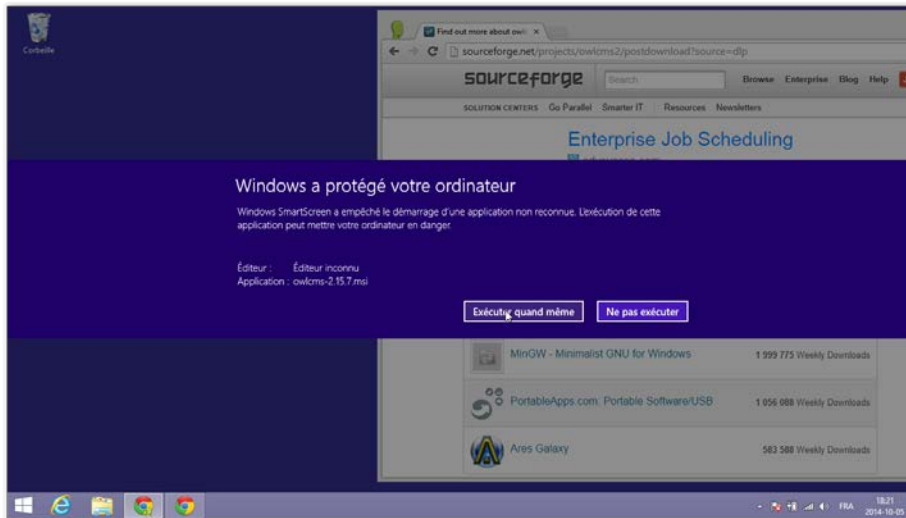 Corbeille
Find out more about owlc
sourceforge.net/projects/owlcms2/postdownload?source=dlp
sourceforge
Search
Browse Enterprise Blog Help
SOLUTION CENTERS Go Parallel Smarter IT Resources Newsletters
Enterprise Job Scheduling
Windows a protégé votre ordinateur
Windows SmartScreen a empêché le démarrage d'une application non reconnue. L'exécution de cette
application peut mettre votre ordinateur en danger.
Éditeur : Éditeur inconnu
Application : owlcms-2.15.7.msi
Exécuter quand même
Ne pas exécuter
MinGW - Minimalist GNU for Windows 1 999 775 Weekly Downloads
PortableApps.com: Portable Software/USB 1 056 088 Weekly Downloads
Ares Galaxy 583 508 Weekly Downloads
FRA
18:21
2014-10-05